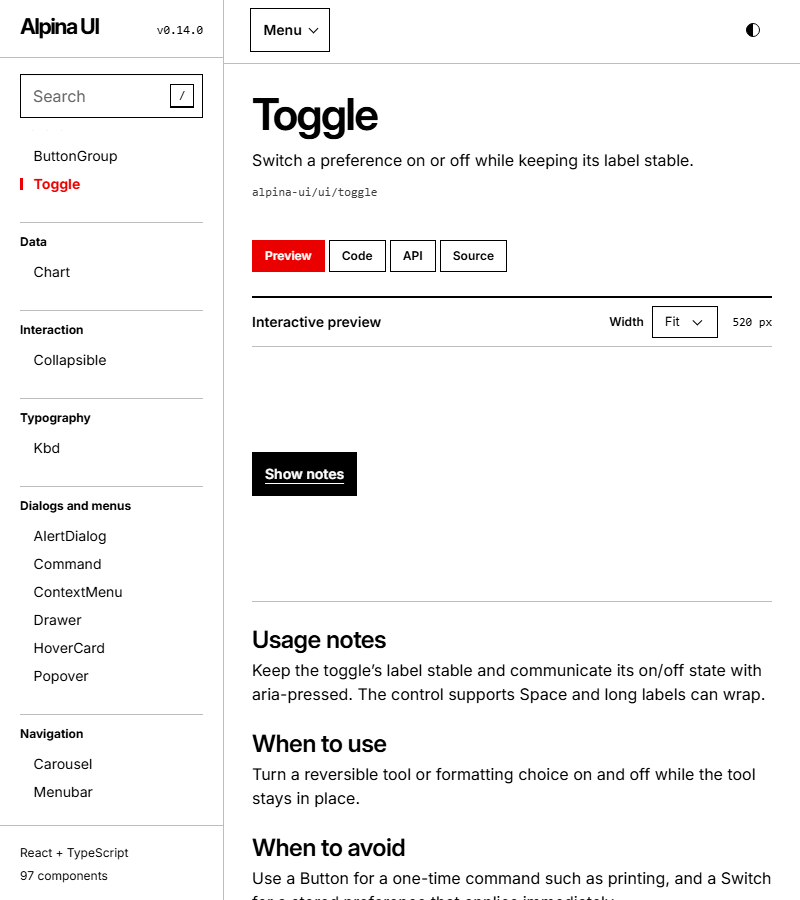 Alpina UI
v0.14.0
Search
/
ButtonGroup
Toggle
Data
Chart
Interaction
Collapsible
Typography
Kbd
Dialogs and menus
AlertDialog
Command
ContextMenu
Drawer
HoverCard
Popover
Navigation
Carousel
Menubar
React + TypeScript
97 components
Menu
Toggle
Switch a preference on or off while keeping its label stable.
alpina-ui/ui/toggle
Preview
Code
API
Source
Interactive preview
Width
Fit
520 px
Show notes
Usage notes
Keep the toggle’s label stable and communicate its on/off state with
aria-pressed. The control supports Space and long labels can wrap.
When to use
Turn a reversible tool or formatting choice on and off while the tool
stays in place.
When to avoid
Use a Button for a one-time command such as printing, and a Switch
for a stored preference that applies immediately.